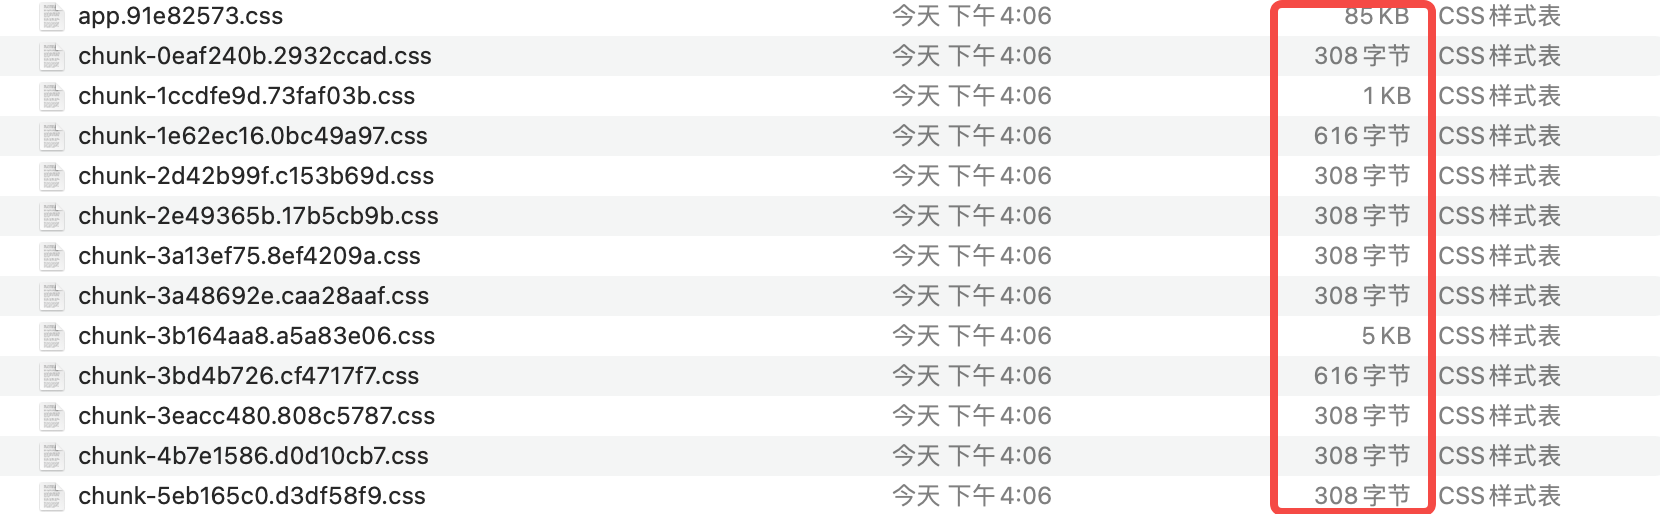 app.91e82573.css 今天 下午4:06 85 KB CSS样式表
chunk-0eaf240b.2932ccad.css 今天 下午4:06 308 字节 CSS样式表
chunk-1ccdfe9d.73faf03b.css 今天 下午4:06 1 KB CSS样式表
chunk-1e62ec16.0bc49a97.css 今天 下午4:06 616 字节 CSS样式表
chunk-2d42b99f.c153b69d.css 今天 下午4:06 308 字节 CSS样式表
chunk-2e49365b.17b5cb9b.css 今天 下午4:06 308 字节 CSS样式表
chunk-3a13ef75.8ef4209a.css 今天 下午4:06 308 字节 CSS样式表
chunk-3a48692e.caa28aaf.css 今天 下午4:06 308 字节 CSS样式表
chunk-3b164aa8.a5a83e06.css 今天 下午4:06 5 KB CSS样式表
chunk-3bd4b726.cf4717f7.css 今天 下午4:06 616 字节 CSS样式表
chunk-3eacc480.808c5787.css 今天 下午4:06 308 字节 CSS样式表
chunk-4b7e1586.d0d10cb7.css 今天 下午4:06 308 字节 CSS样式表
chunk-5eb165c0.d3df58f9.css 今天 下午4:06 308 字节 CSS样式表